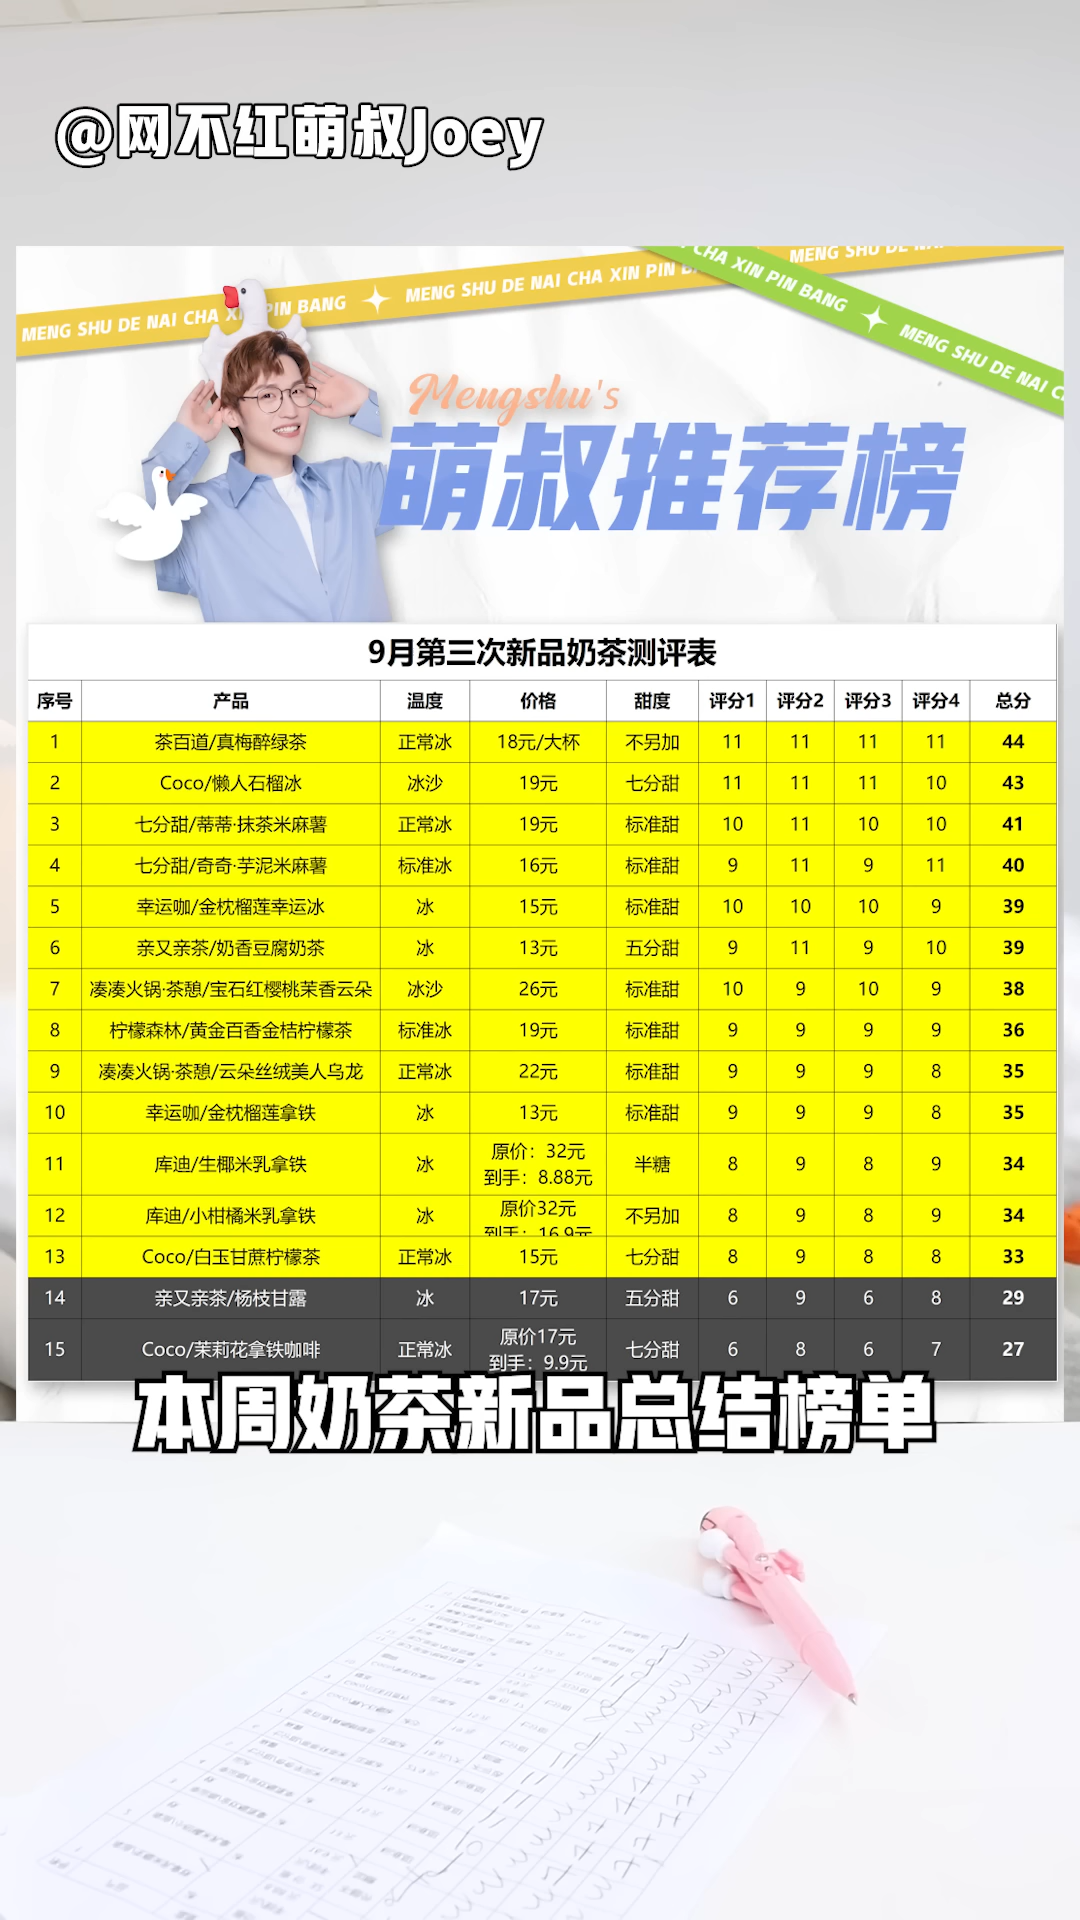 @网不红萌叔Joey
MENG SHU DE NAI CHA XIN PIN BANG
MENG SHU DE NAI CHA XIN PIN
MENG SHU DE NAI
CHA XIN PIN BANG
MENG SHU DE NAI
Mengshu's
萌叔推荐榜
9月第三次新品奶茶测评表
序号 产品 温度 价格 甜度 评分1 评分2 评分3 评分4 总分
1 茶百道/真梅醉绿茶 正常冰 18元/大杯 不另加 11 11 11 11 44
2 Coco/懒人石榴冰 冰沙 19元 七分甜 11 11 11 10 43
3 七分甜/蒂蒂·抹茶米麻薯 正常冰 19元 标准甜 10 11 10 10 41
4 七分甜/奇奇·芋泥米麻薯 标准冰 16元 标准甜 9 11 9 11 40
5 幸运咖/金枕榴莲幸运冰 冰 15元 标准甜 10 10 10 9 39
6 亲又亲茶/奶香豆腐奶茶 冰 13元 五分甜 9 11 9 10 39
7 凑凑火锅·茶憩/宝石红樱桃茉香云朵 冰沙 26元 标准甜 10 9 10 9 38
8 柠檬森林/黄金百香金桔柠檬茶 标准冰 19元 标准甜 9 9 9 9 36
9 凑凑火锅·茶憩/云朵丝绒美人乌龙 正常冰 22元 标准甜 9 9 9 8 35
10 幸运咖/金枕榴莲拿铁 冰 13元 标准甜 9 9 9 8 35
11 库迪/生椰米乳拿铁 冰 原价：32元 到手：8.88元 半糖 8 9 8 9 34
12 库迪/小柑橘米乳拿铁 冰 原价32元 到手：16.9元 不另加 8 9 8 9 34
13 Coco/白玉甘蔗柠檬茶 正常冰 15元 七分甜 8 9 8 8 33
14 亲又亲茶/杨枝甘露 冰 17元 五分甜 6 9 6 8 29
15 Coco/茉莉花拿铁咖啡 正常冰 原价17元 到手：9.9元 七分甜 6 8 6 7 27
本周奶茶新品总结榜单